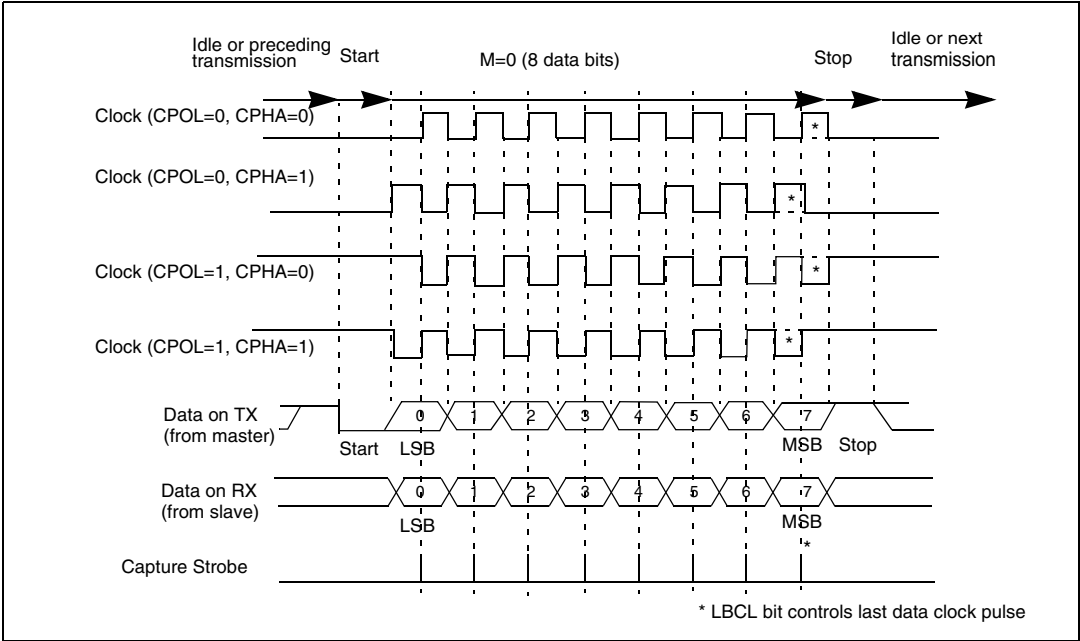 Idle or preceding
transmission
Start
M=0 (8 data bits)
Stop
Idle or next
transmission
Clock (CPOL=0, CPHA=0)
*
Clock (CPOL=0, CPHA=1)
*
Clock (CPOL=1, CPHA=0)
*
Clock (CPOL=1, CPHA=1)
*
Data on TX
(from master)
0 1 2 3 4 5 6 7
Start LSB MSB Stop
Data on RX
(from slave)
0 1 2 3 4 5 6 7
LSB MSB
*
Capture Strobe
* LBCL bit controls last data clock pulse